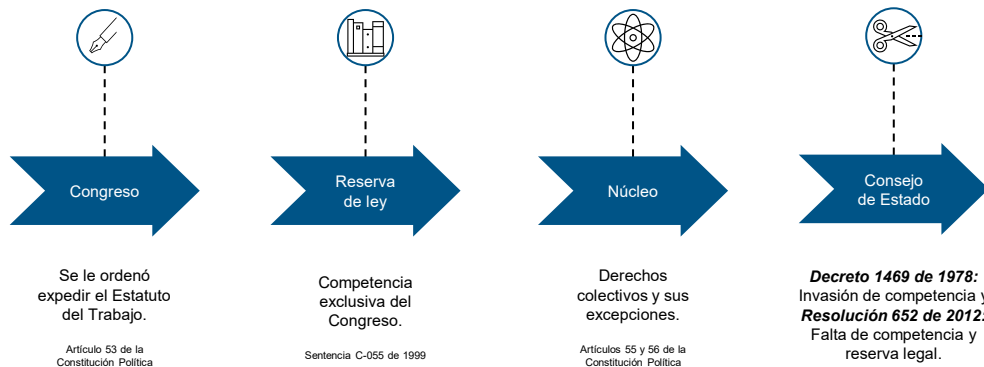 Congreso
Reserva
de ley
Núcleo
Consejo
de Estado
Se le ordenó
expedir el Estatuto
del Trabajo.
Artículo 53 de la
Constitución Política
Competencia
exclusiva del
Congreso.
Sentencia C-055 de 1999
Derechos
colectivos y sus
excepciones.
Artículos 55 y 56 de la
Constitución Política
Decreto 1469 de 1978:
Invasión de competencia y
Resolución 652 de 2012:
Falta de competencia y
reserva legal.